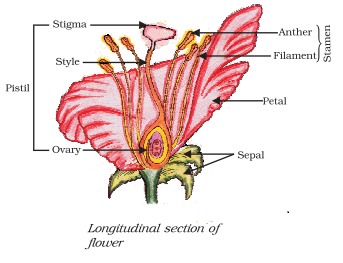 Stigma
Anther
Stamen
Filament
Style
Pistil
Petal
Ovary
Sepal
Longitudinal section of
flower